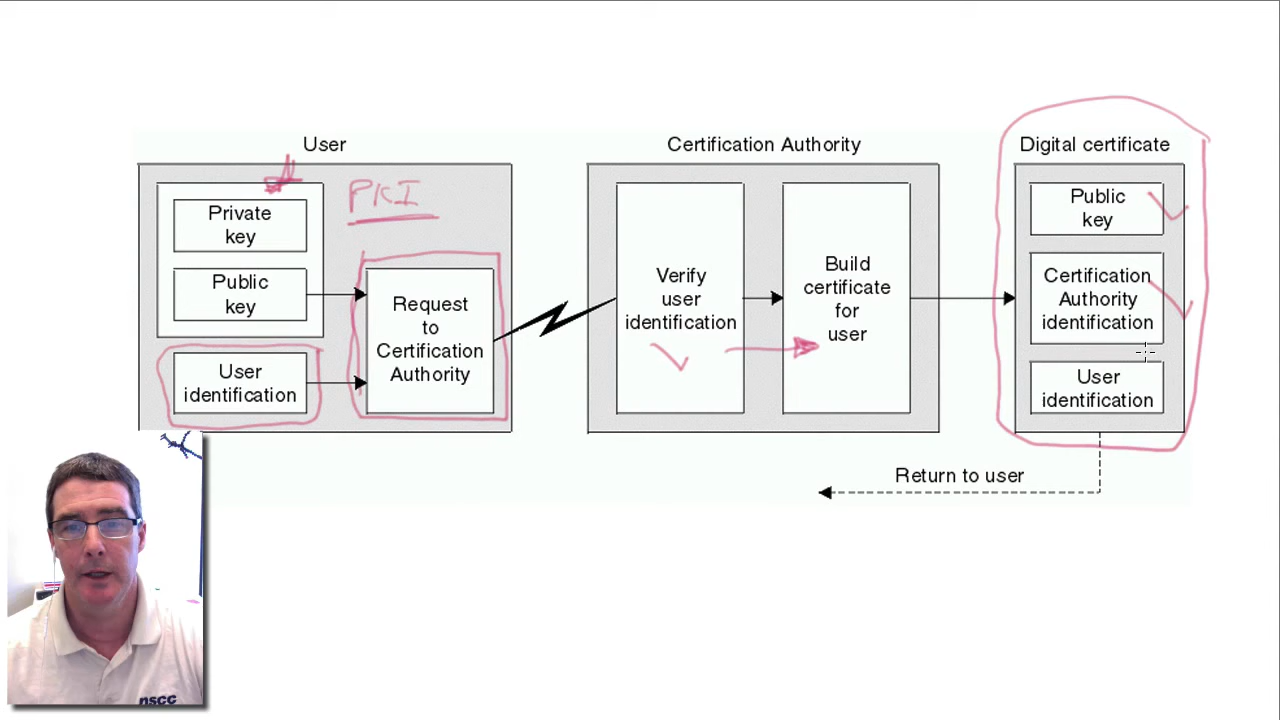 User
Certification Authority
Digital certificate
Private
key
PKI
Public
key
User
identification
Request
to
Certification
Authority
Verify
user
identification
Build
certificate
for
user
Public
key
Certification
Authority
identification
User
identification
Return to user
nscc